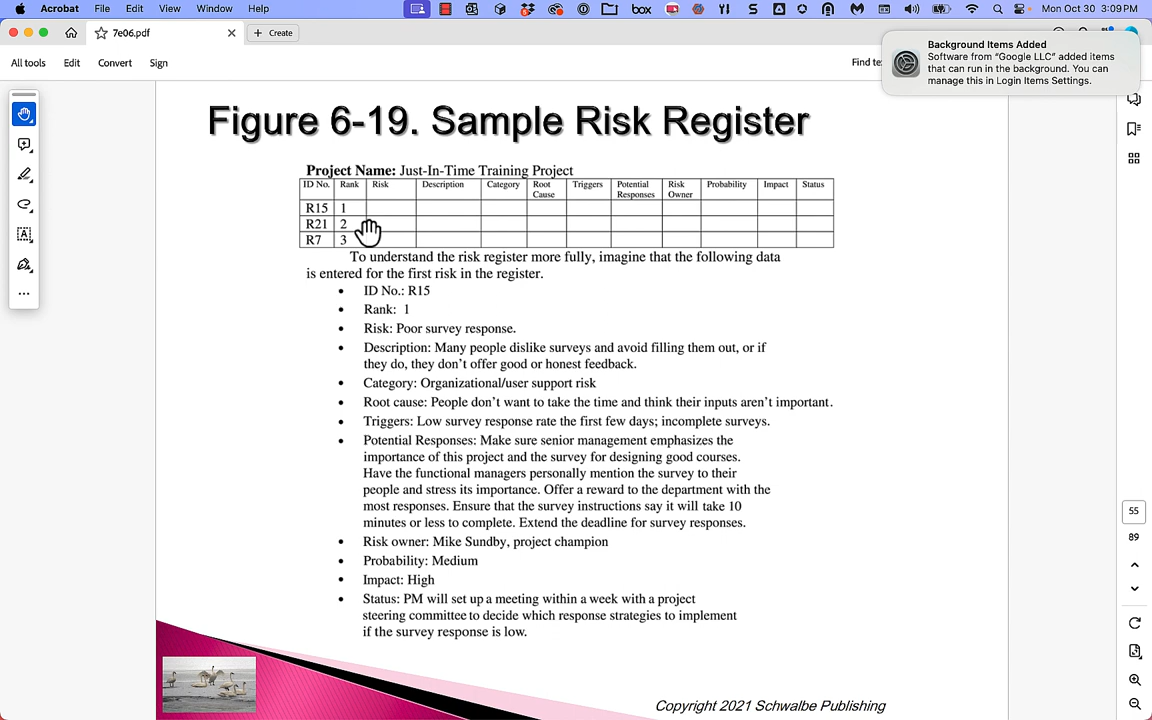 Acrobat File Edit View Window Help
box
Mon Oct 30 3:09 PM
7e06.pdf
Create
All tools Edit Convert Sign
Find te
Background Items Added
Software from “Google LLC” added items
that can run in the background. You can
manage this in Login Items Settings.
Figure 6-19. Sample Risk Register
Project Name: Just-In-Time Training Project
ID No. Rank Risk Description Category Root Cause Triggers Potential Responses Risk Owner Probability Impact Status
R15 1
R21 2
R7 3
To understand the risk register more fully, imagine that the following data
is entered for the first risk in the register.
• ID No.: R15
• Rank: 1
• Risk: Poor survey response.
• Description: Many people dislike surveys and avoid filling them out, or if
they do, they don’t offer good or honest feedback.
• Category: Organizational/user support risk
• Root cause: People don’t want to take the time and think their inputs aren’t important.
• Triggers: Low survey response rate the first few days; incomplete surveys.
• Potential Responses: Make sure senior management emphasizes the
importance of this project and the survey for designing good courses.
Have the functional managers personally mention the survey to their
people and stress its importance. Offer a reward to the department with the
most responses. Ensure that the survey instructions say it will take 10
minutes or less to complete. Extend the deadline for survey responses.
• Risk owner: Mike Sundby, project champion
• Probability: Medium
• Impact: High
• Status: PM will set up a meeting within a week with a project
steering committee to decide which response strategies to implement
if the survey response is low.
55
89
Copyright 2021 Schwalbe Publishing